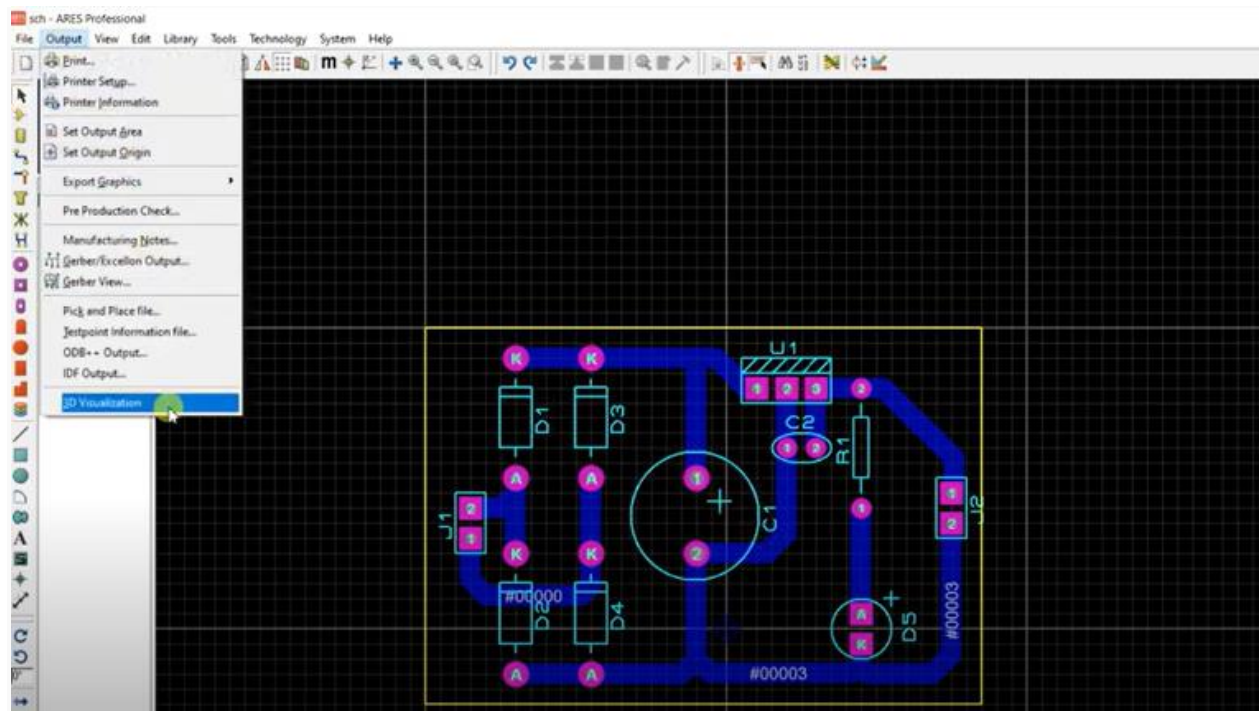 sch - ARES Professional
File Output View Edit Library Tools Technology System Help
Print...
Printer Setup...
Printer Information
Set Output Area
Set Output Origin
Export Graphics
Pre Production Check...
Manufacturing Notes...
Gerber/Excellon Output...
Gerber View...
Pick and Place file...
Testpoint Information file...
ODB++ Output...
IDF Output...
3D Visualization
m
A
S
0°
K K
U1
1 2 3
2
D1 D3
C2
1 2
R1
A A
1
+
C1
2
1
J1
2
1
1
2
J2
K K
#00000
D2 D4
A
K
+
D5
#00003
A A
#00003